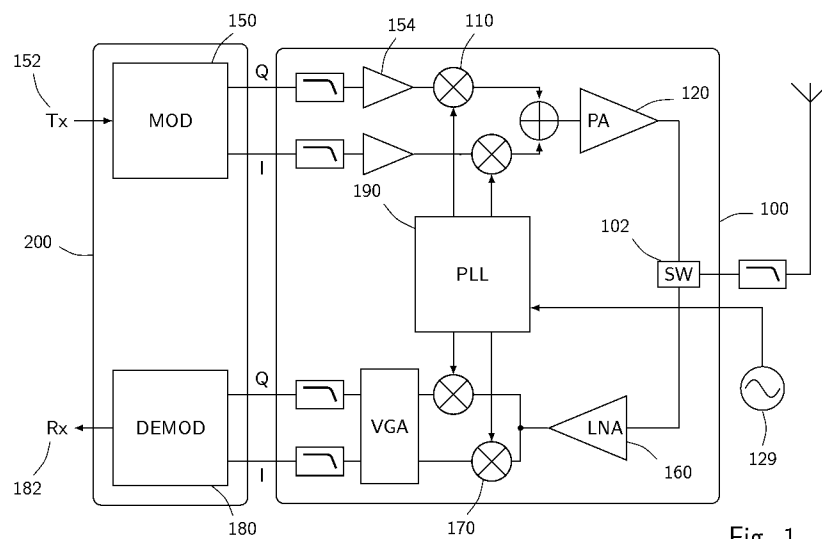 150
154
110
152
Q
120
Tx
MOD
PA
I
190
102
100
200
PLL
SW
Q
Rx
DEMOD
VGA
LNA
182
I
129
180
170
160
Fig. 1